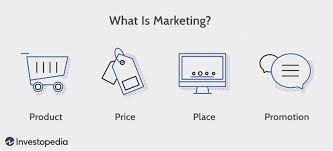 What Is Marketing?
Product
Price
Place
Promotion
Investopedia